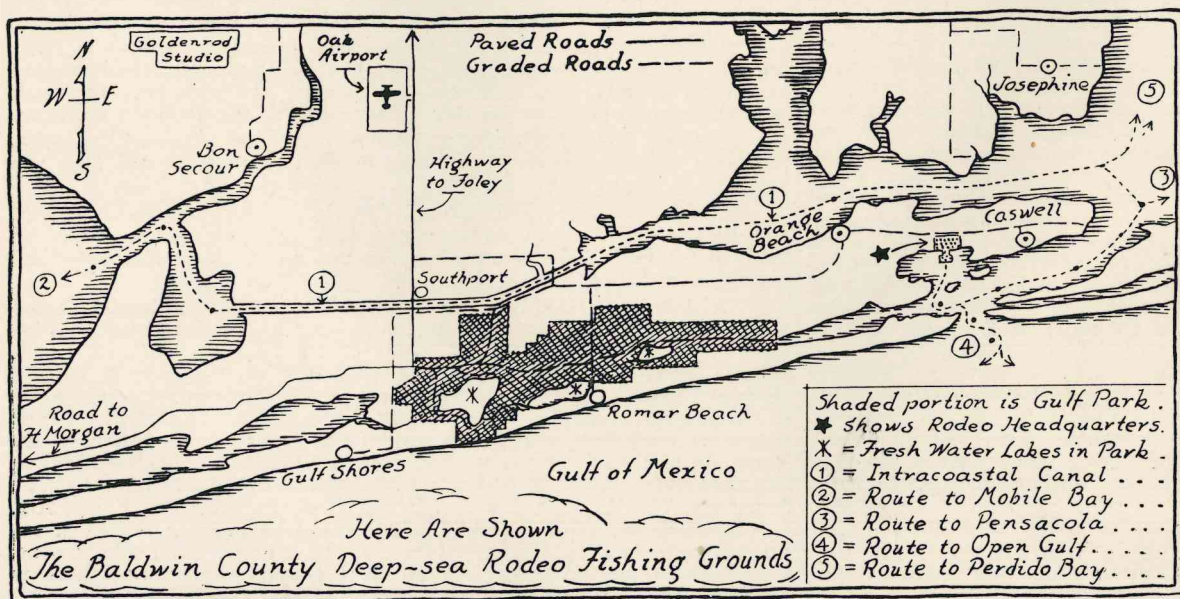 Goldenrod
Studio
N
W E
S
Oak
Airport
Paved Roads
Graded Roads
Josephine
5
Bon
Secour
Highway
to Foley
3
1
Orange
Beach
Caswell
2
1
Southport
4
Road to
Ft Morgan
Romar Beach
Gulf Shores
Gulf of Mexico
Shaded portion is Gulf Park.
★ shows Rodeo Headquarters.
= Fresh Water Lakes in Park.
① = Intracoastal Canal ....
② = Route to Mobile Bay ....
③ = Route to Pensacola ....
④ = Route to Open Gulf .....
⑤ = Route to Perdido Bay ....
Here Are Shown
The Baldwin County Deep-sea Rodeo Fishing Grounds